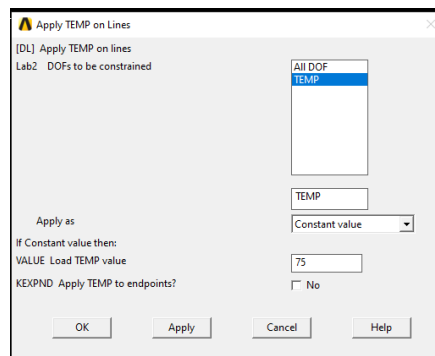 Apply TEMP on Lines
[DL] Apply TEMP on lines
Lab2 DOFs to be constrained
All DOF
TEMP
TEMP
Apply as
Constant value
If Constant value then:
VALUE Load TEMP value
75
KEXPND Apply TEMP to endpoints?
No
OK
Apply
Cancel
Help